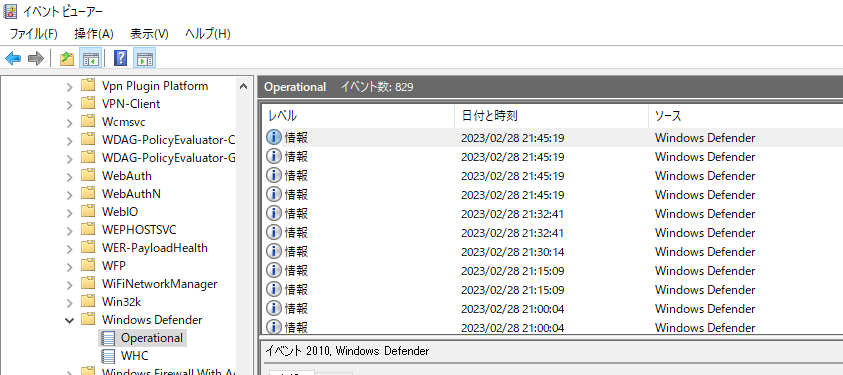 イベント ビューアー
ファイル(F) 操作(A) 表示(V) ヘルプ(H)
Vpn Plugin Platform
VPN-Client
Wcmsvc
WDAG-PolicyEvaluator-C
WDAG-PolicyEvaluator-G
WebAuth
WebAuthN
WebIO
WEPHOSTSVC
WER-PayloadHealth
WFP
WiFiNetworkManager
Win32k
Windows Defender
Operational
WHC
Windows Firewall With A
Operational イベント数: 829
レベル 日付と時刻 ソース
情報 2023/02/28 21:45:19 Windows Defender
情報 2023/02/28 21:45:19 Windows Defender
情報 2023/02/28 21:45:19 Windows Defender
情報 2023/02/28 21:45:19 Windows Defender
情報 2023/02/28 21:32:41 Windows Defender
情報 2023/02/28 21:32:41 Windows Defender
情報 2023/02/28 21:30:14 Windows Defender
情報 2023/02/28 21:15:09 Windows Defender
情報 2023/02/28 21:15:09 Windows Defender
情報 2023/02/28 21:00:04 Windows Defender
情報 2023/02/28 21:00:04 Windows Defender
イベント 2010, Windows Defender